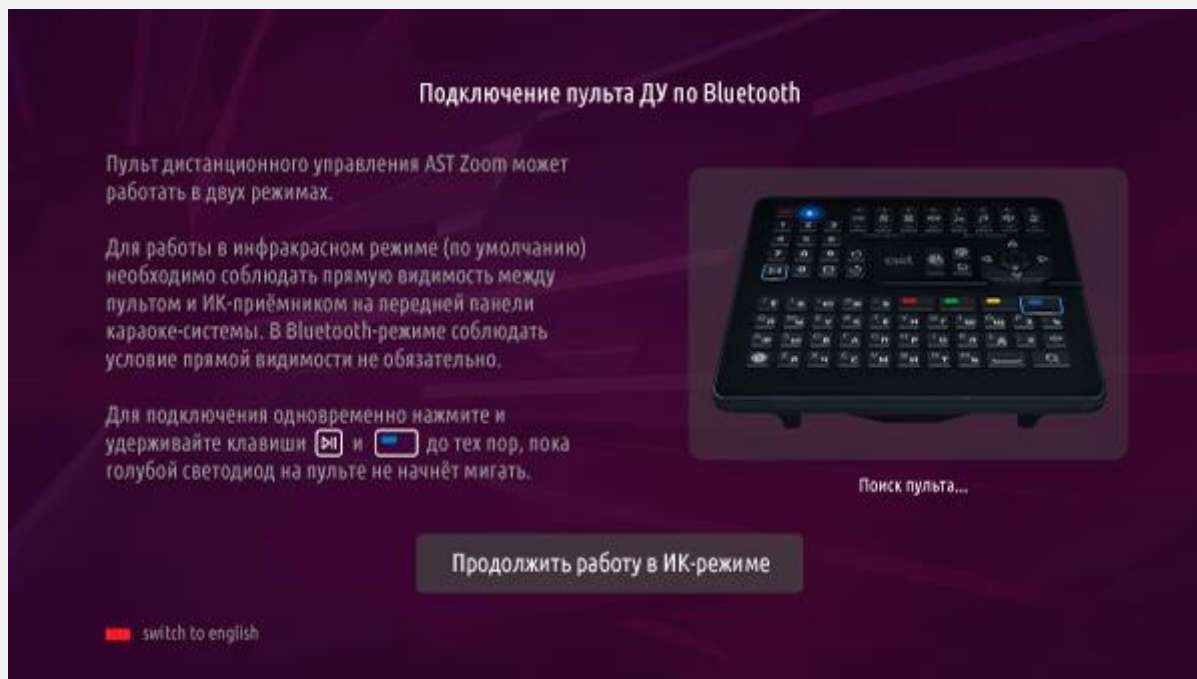 Подключение пульта ДУ по Bluetooth
Пульт дистанционного управления AST Zoom может
работать в двух режимах.
Для работы в инфракрасном режиме (по умолчанию)
необходимо соблюдать прямую видимость между
пультом и ИК-приёмником на передней панели
караоке-системы. В Bluetooth-режиме соблюдать
условие прямой видимости не обязательно.
Для подключения одновременно нажмите и
удерживайте клавиши и до тех пор, пока
голубой светодиод на пульте не начнёт мигать.
Поиск пульта...
Продолжить работу в ИК-режиме
switch to english